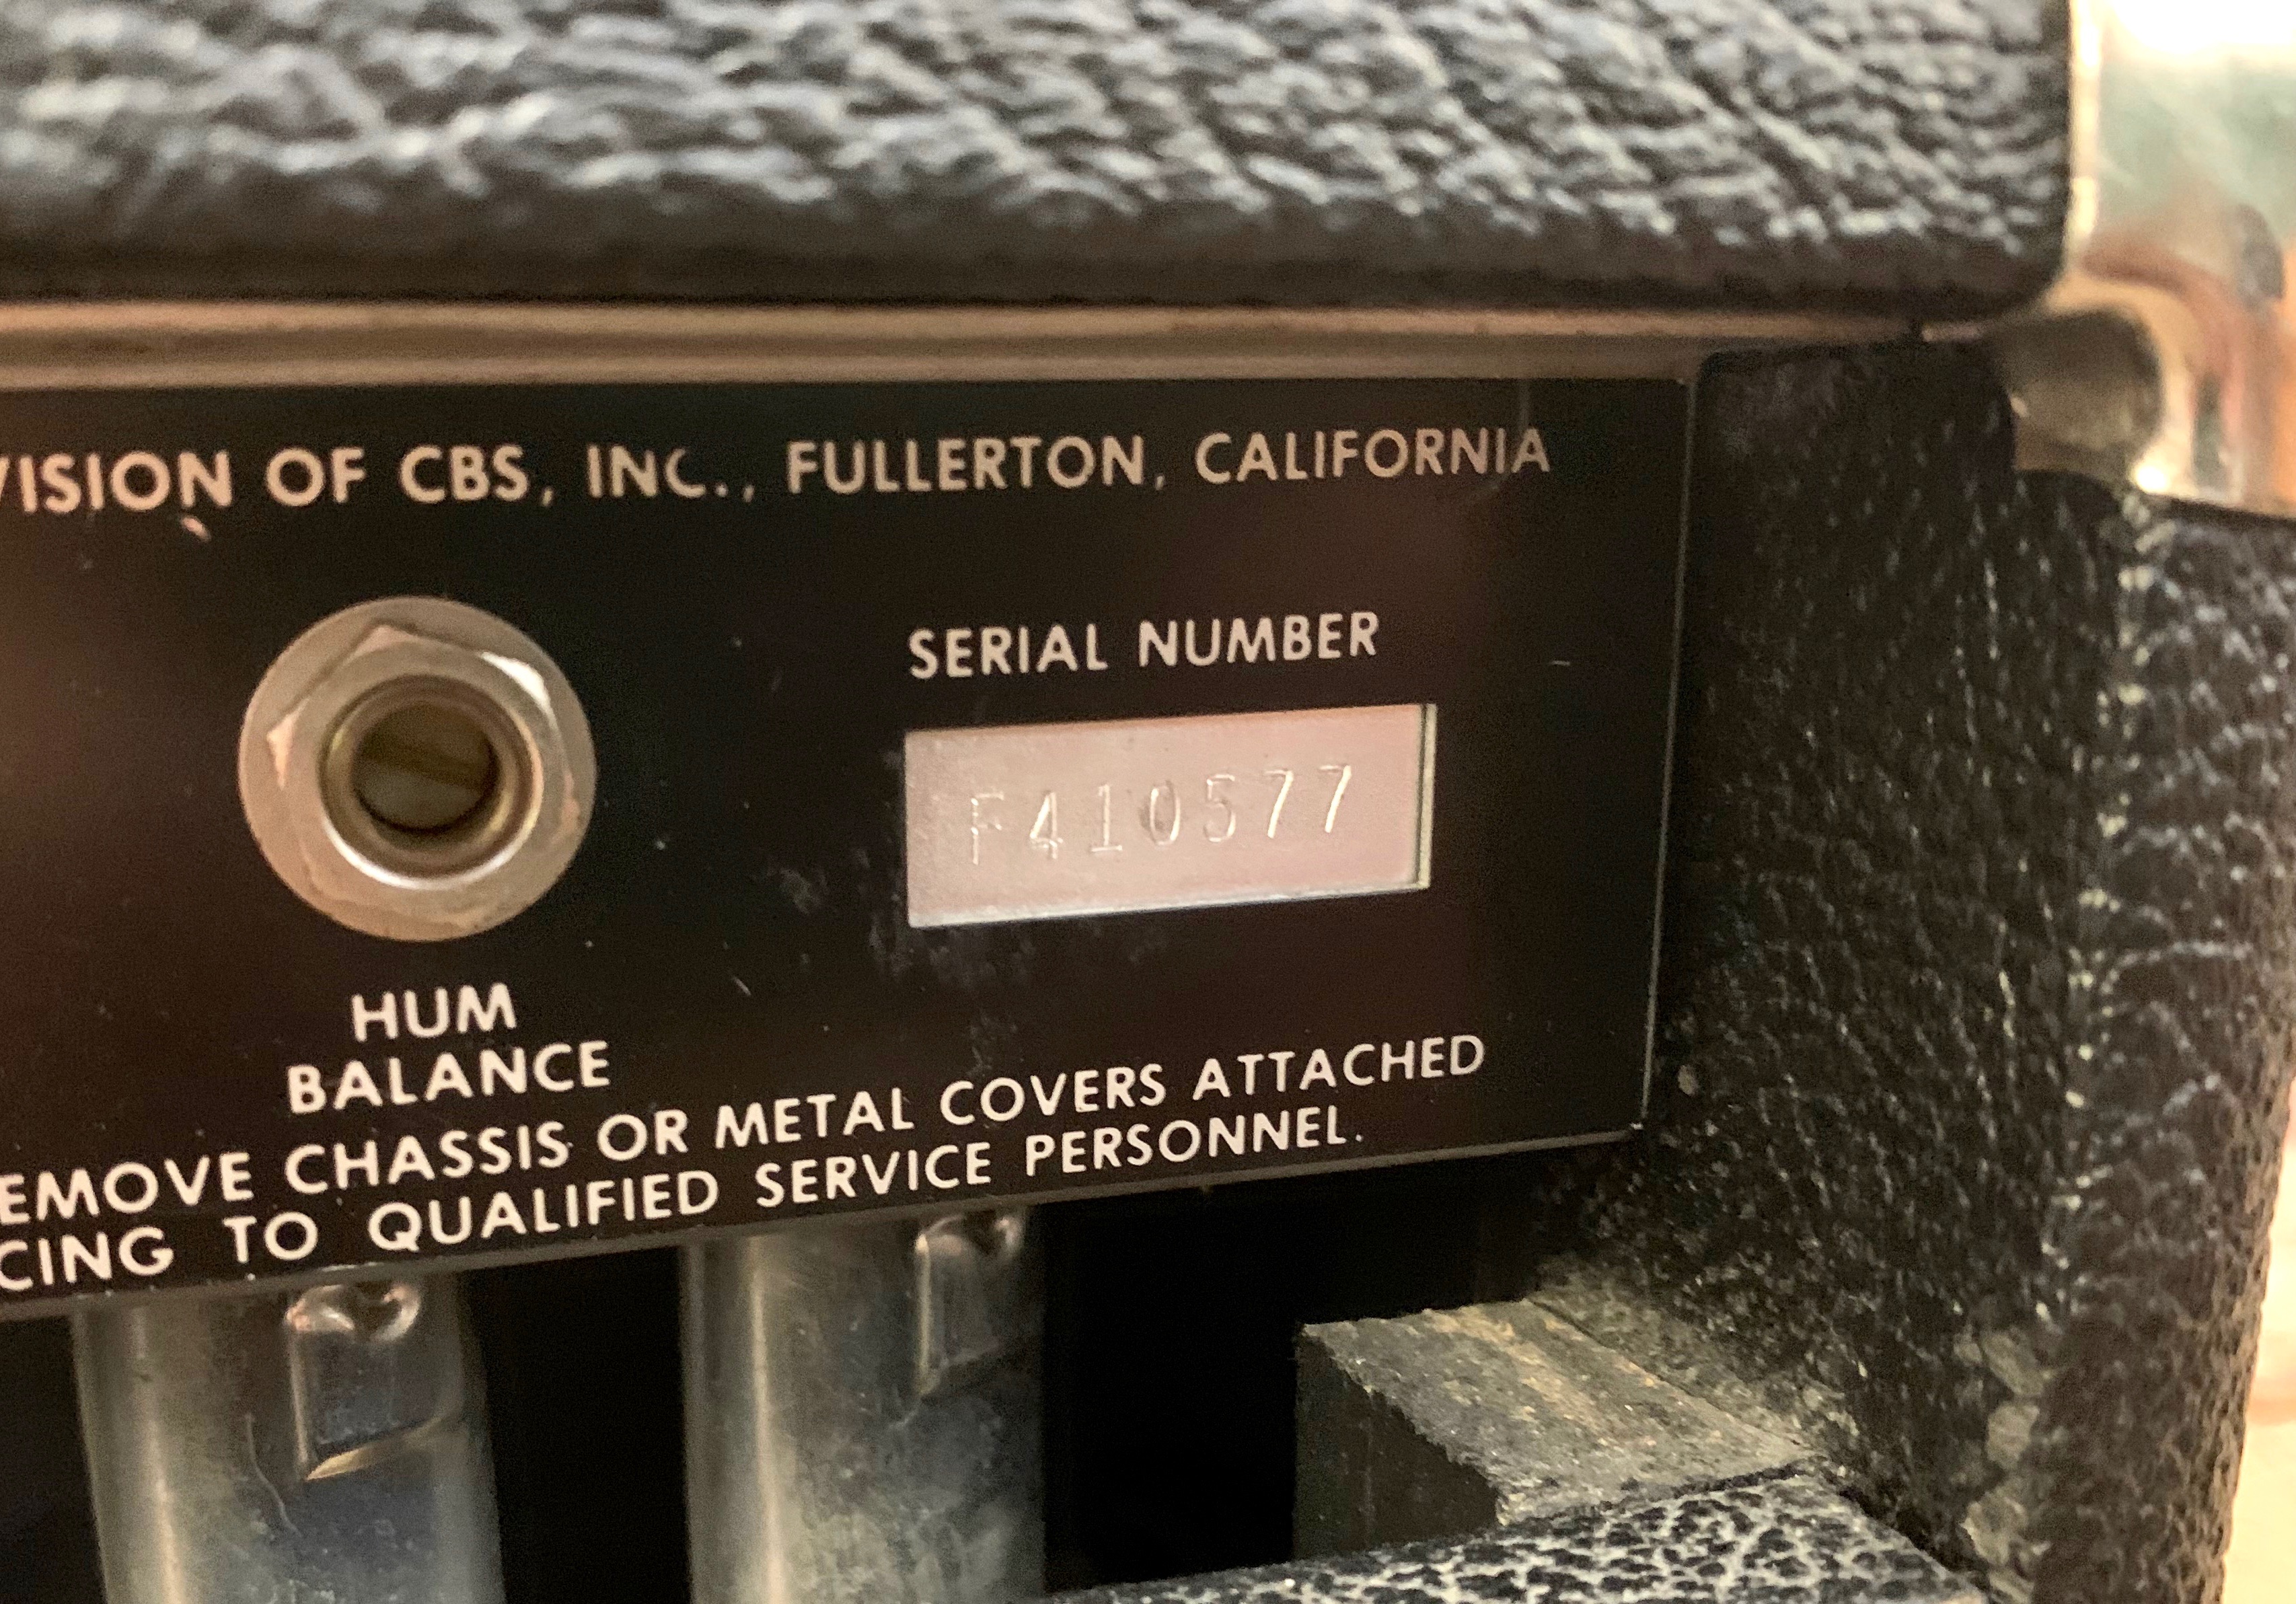 VISION OF CBS, INC., FULLERTON, CALIFORNIA
SERIAL NUMBER
F410577
HUM
BALANCE
EMOVE CHASSIS OR METAL COVERS ATTACHED
CING TO QUALIFIED SERVICE PERSONNEL.